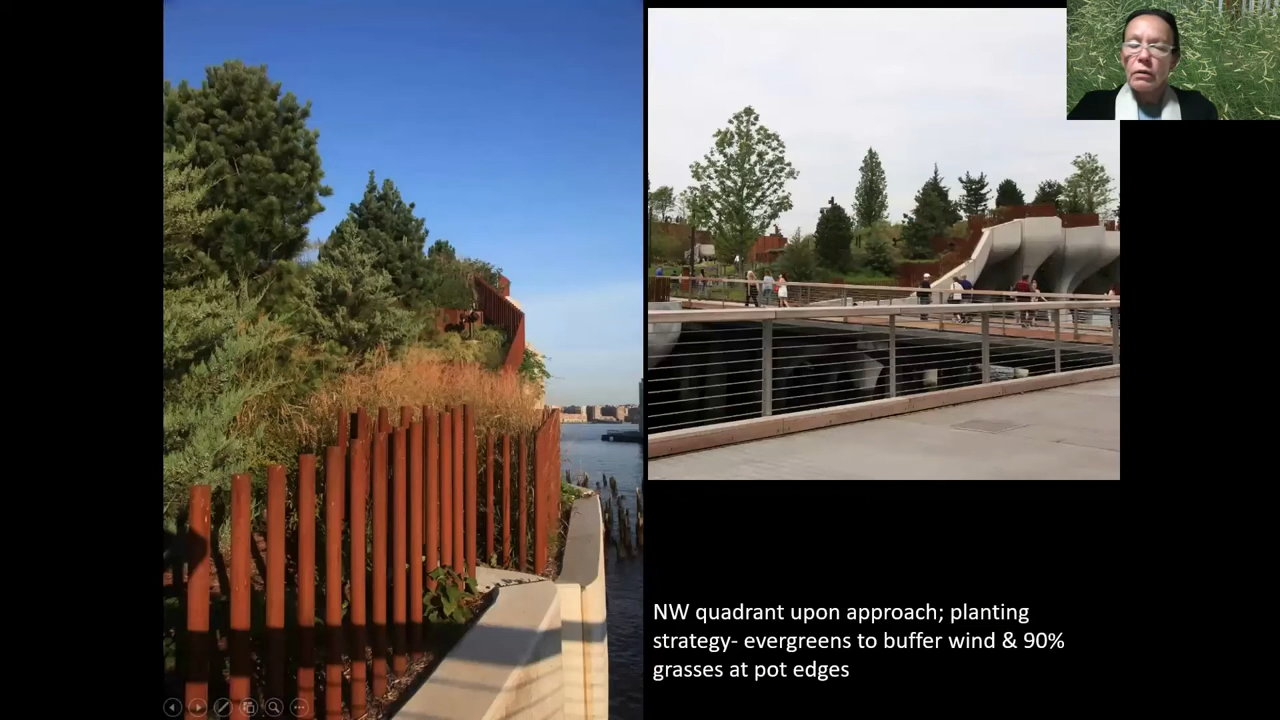 NW quadrant upon approach; planting
strategy- evergreens to buffer wind & 90%
grasses at pot edges